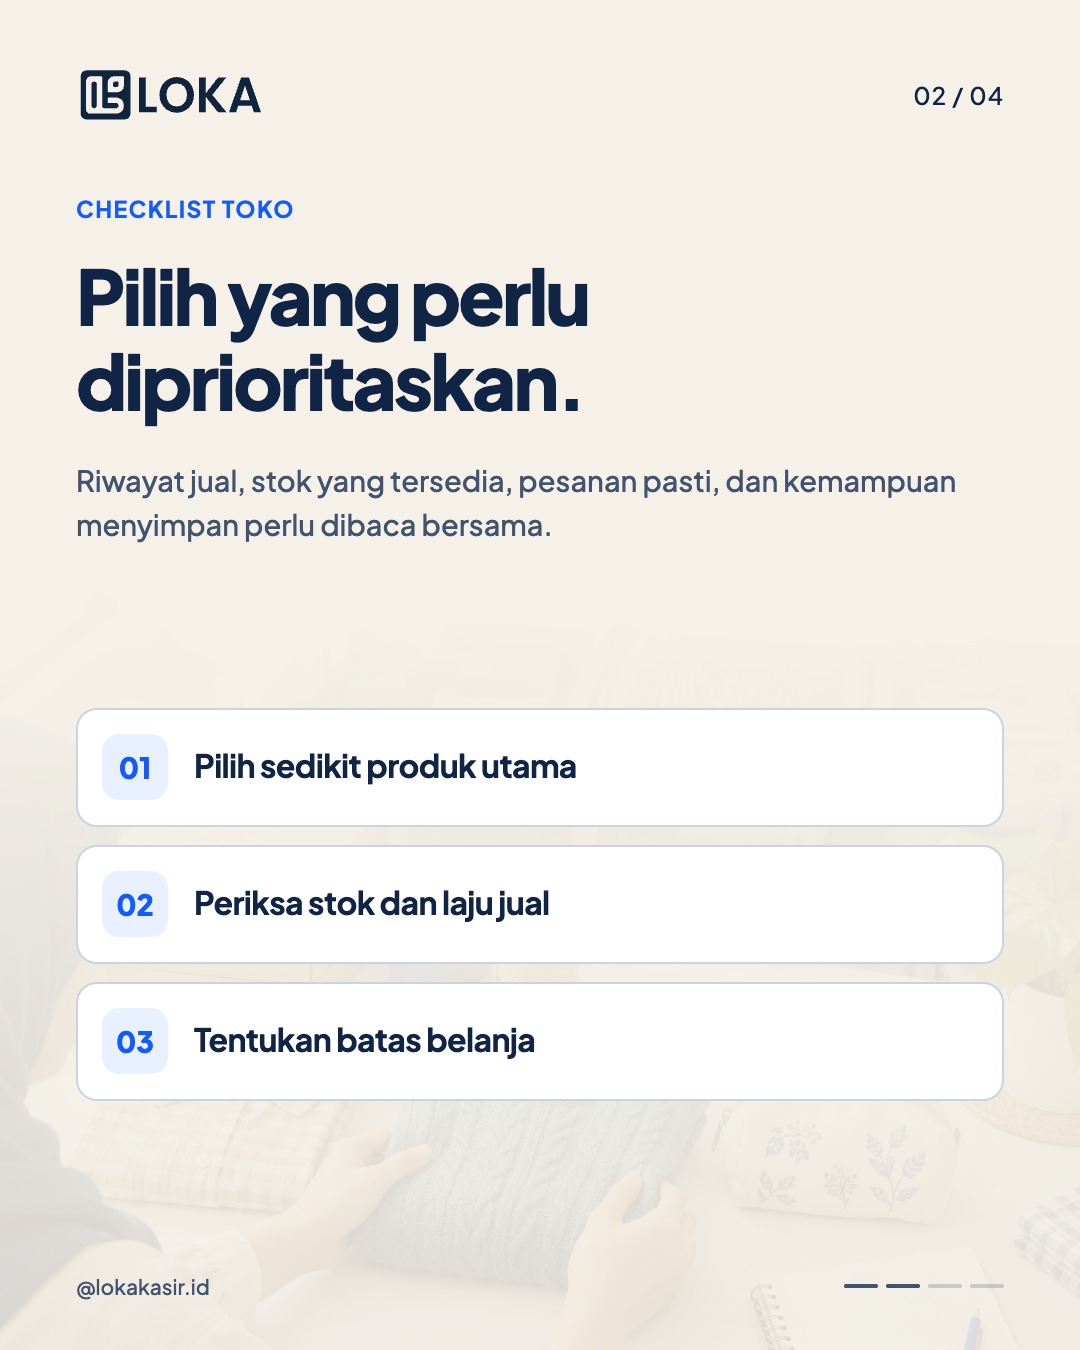 LOKA
02 / 04
CHECKLIST TOKO
Pilih yang perlu
diprioritaskan.
Riwayat jual, stok yang tersedia, pesanan pasti, dan kemampuan
menyimpan perlu dibaca bersama.
01 Pilih sedikit produk utama
02 Periksa stok dan laju jual
03 Tentukan batas belanja
@lokakasir.id